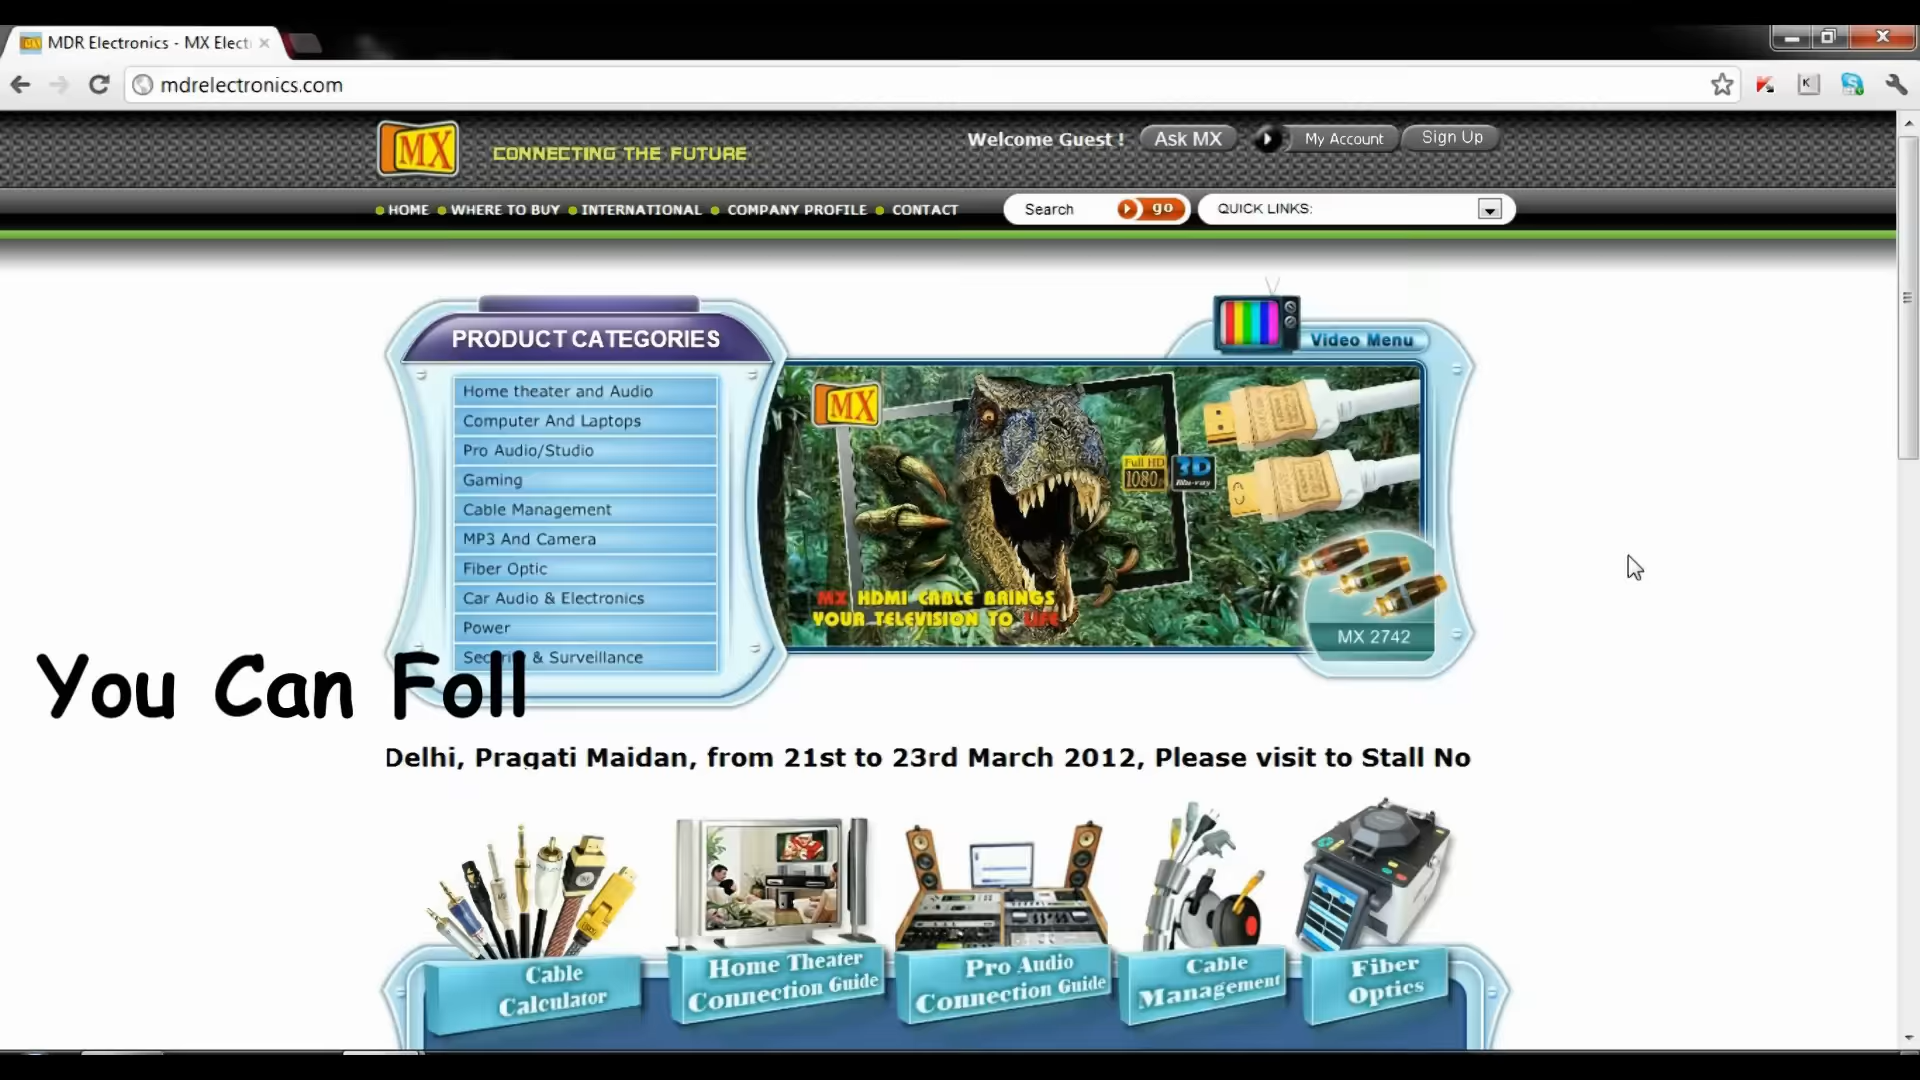 MDR Electronics - MX Elect
mdrelectronics.com
MX
CONNECTING THE FUTURE
Welcome Guest !
Ask MX
My Account
Sign Up
HOME
WHERE TO BUY
INTERNATIONAL
COMPANY PROFILE
CONTACT
Search
go
QUICK LINKS:
PRODUCT CATEGORIES
Home theater and Audio
Computer And Laptops
Pro Audio/Studio
Gaming
Cable Management
MP3 And Camera
Fiber Optic
Car Audio & Electronics
Power
Security & Surveillance
Video Menu
MX
Full HD
1080
3D
Blu-ray
MX HDMI CABLE BRINGS
YOUR TELEVISION TO LIFE
MX 2742
You Can Foll
Delhi, Pragati Maidan, from 21st to 23rd March 2012, Please visit to Stall No
Cable
Calculator
Home Theater
Connection Guide
Pro Audio
Connection Guide
Cable
Management
Fiber
Optics